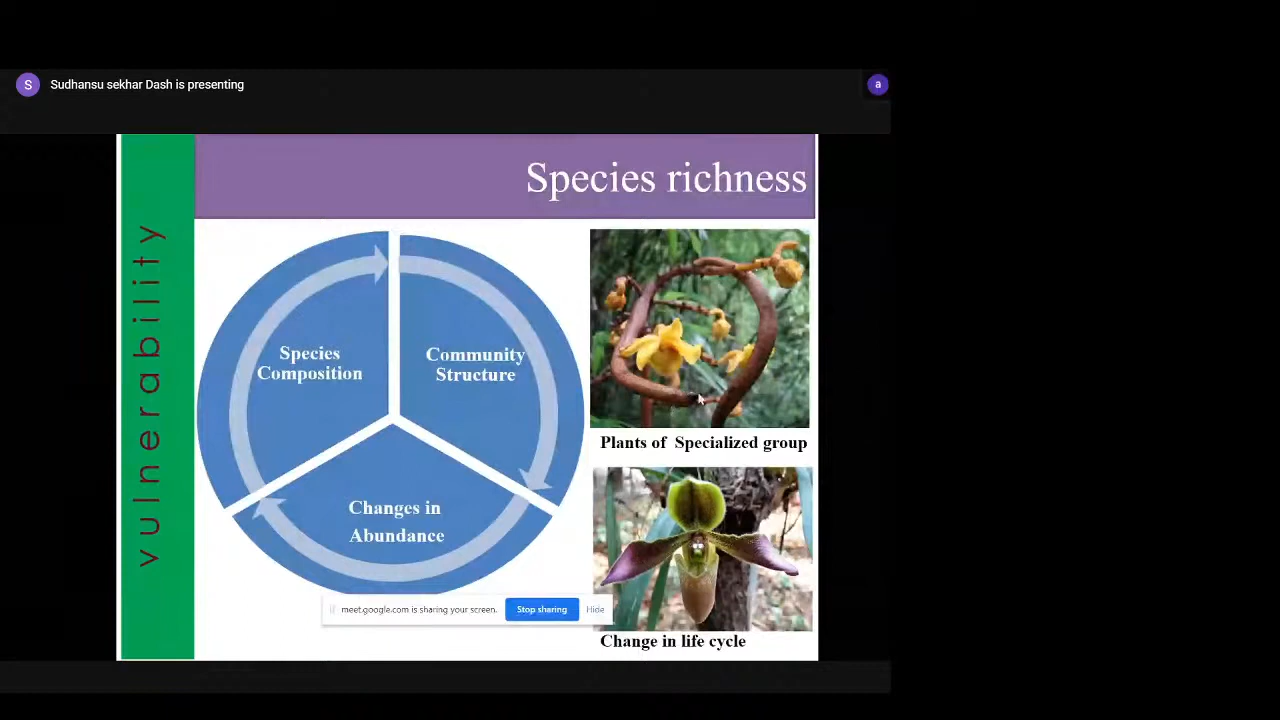 S
Sudhansu sekhar Dash is presenting
a
Species richness
vulnerability
Species
Composition
Community
Structure
Changes in
Abundance
Plants of Specialized group
Change in life cycle
meet.google.com is sharing your screen.
Stop sharing
Hide